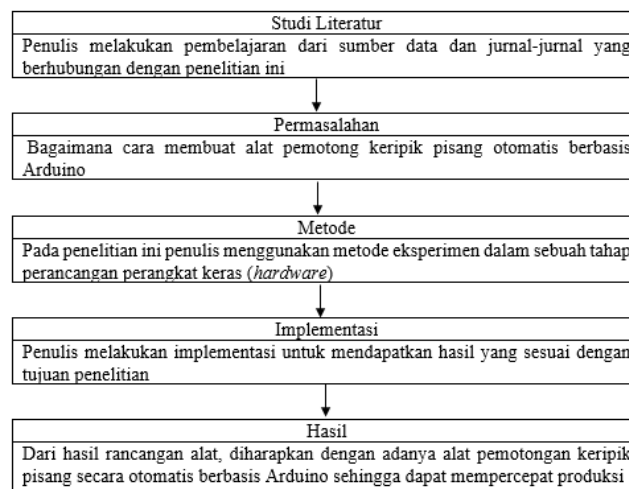 Studi Literatur
Penulis melakukan pembelajaran dari sumber data dan jurnal-jurnal yang
berhubungan dengan penelitian ini
Permasalahan
Bagaimana cara membuat alat pemotong keripik pisang otomatis berbasis
Arduino
Metode
Pada penelitian ini penulis menggunakan metode eksperimen dalam sebuah tahap
perancangan perangkat keras (hardware)
Implementasi
Penulis melakukan implementasi untuk mendapatkan hasil yang sesuai dengan
tujuan penelitian
Hasil
Dari hasil rancangan alat, diharapkan dengan adanya alat pemotongan keripik
pisang secara otomatis berbasis Arduino sehingga dapat mempercepat produksi